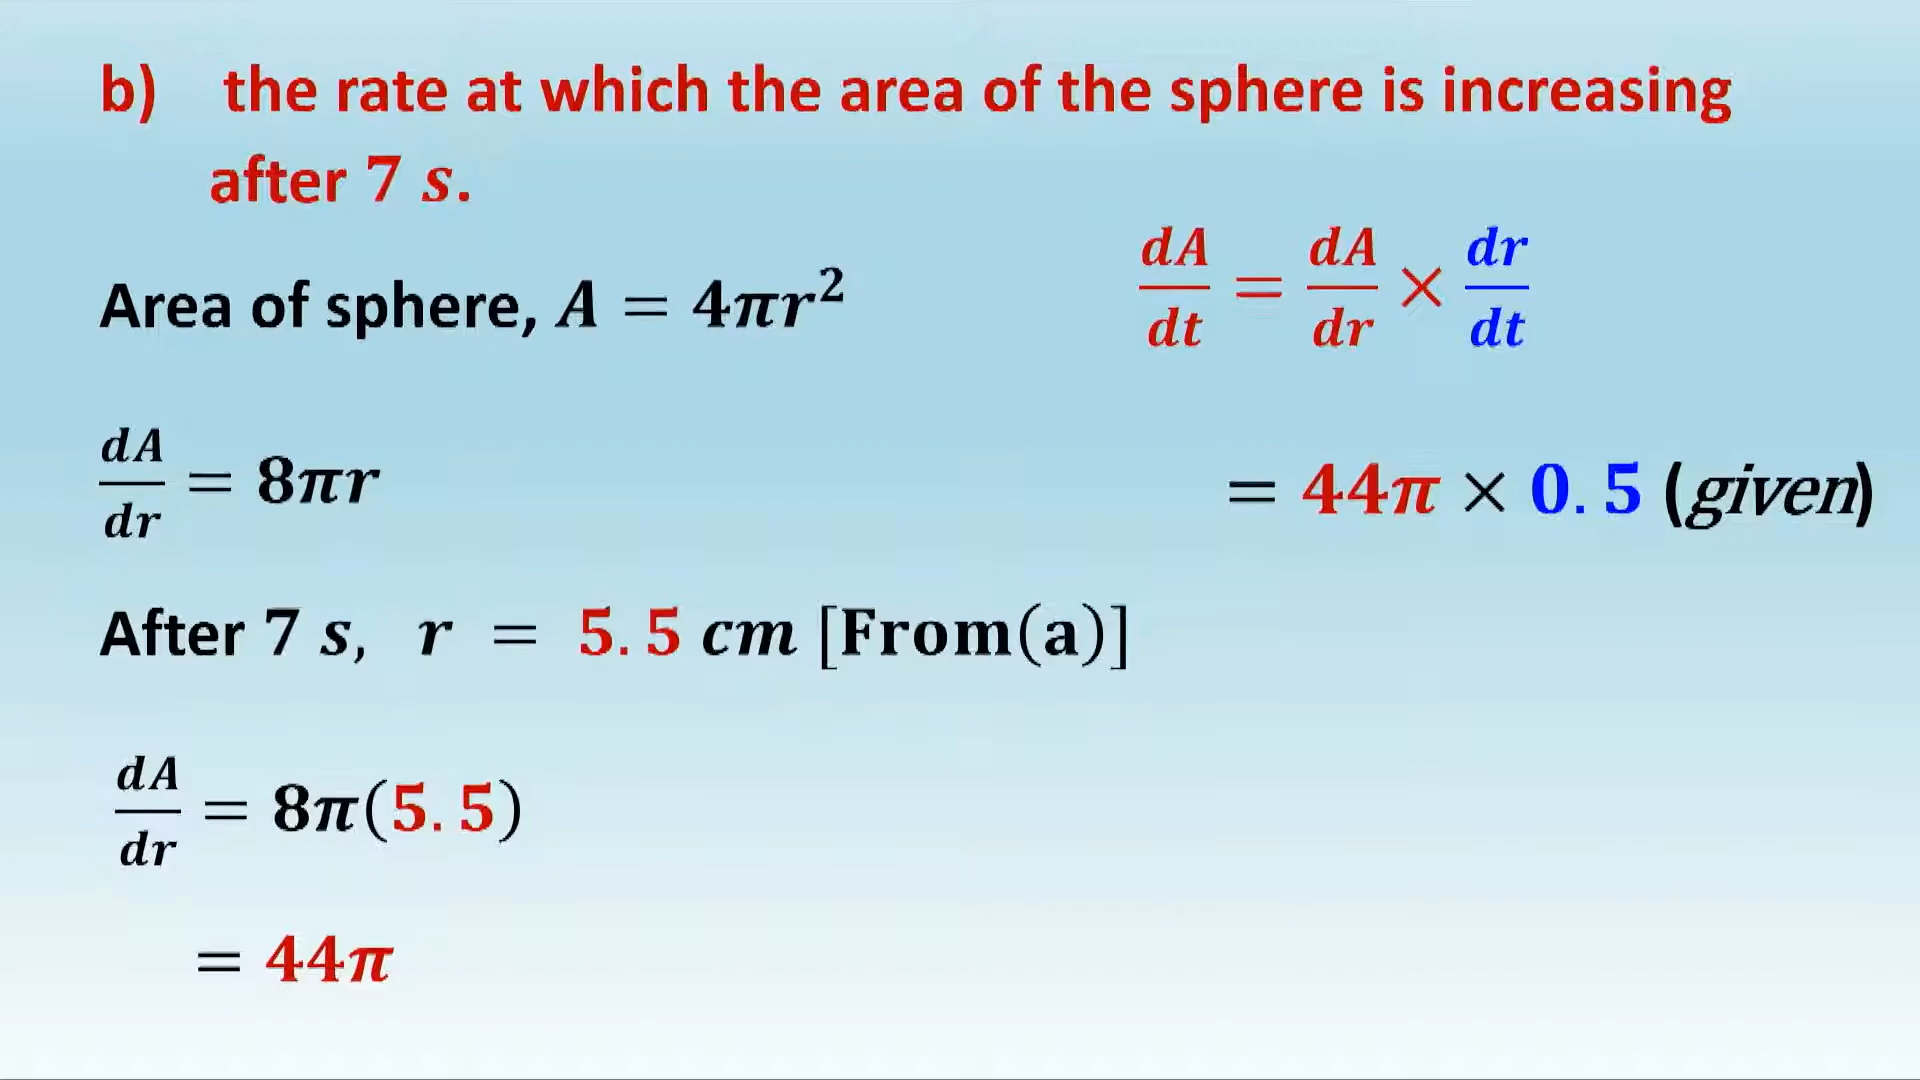 b) the rate at which the area of the sphere is increasing
after 7 s.
Area of sphere, A = 4πr²
dA/dt = dA/dr × dr/dt
dA/dr = 8πr
= 44π × 0.5 (given)
After 7 s, r = 5.5 cm [From(a)]
dA/dr = 8π(5.5)
= 44π